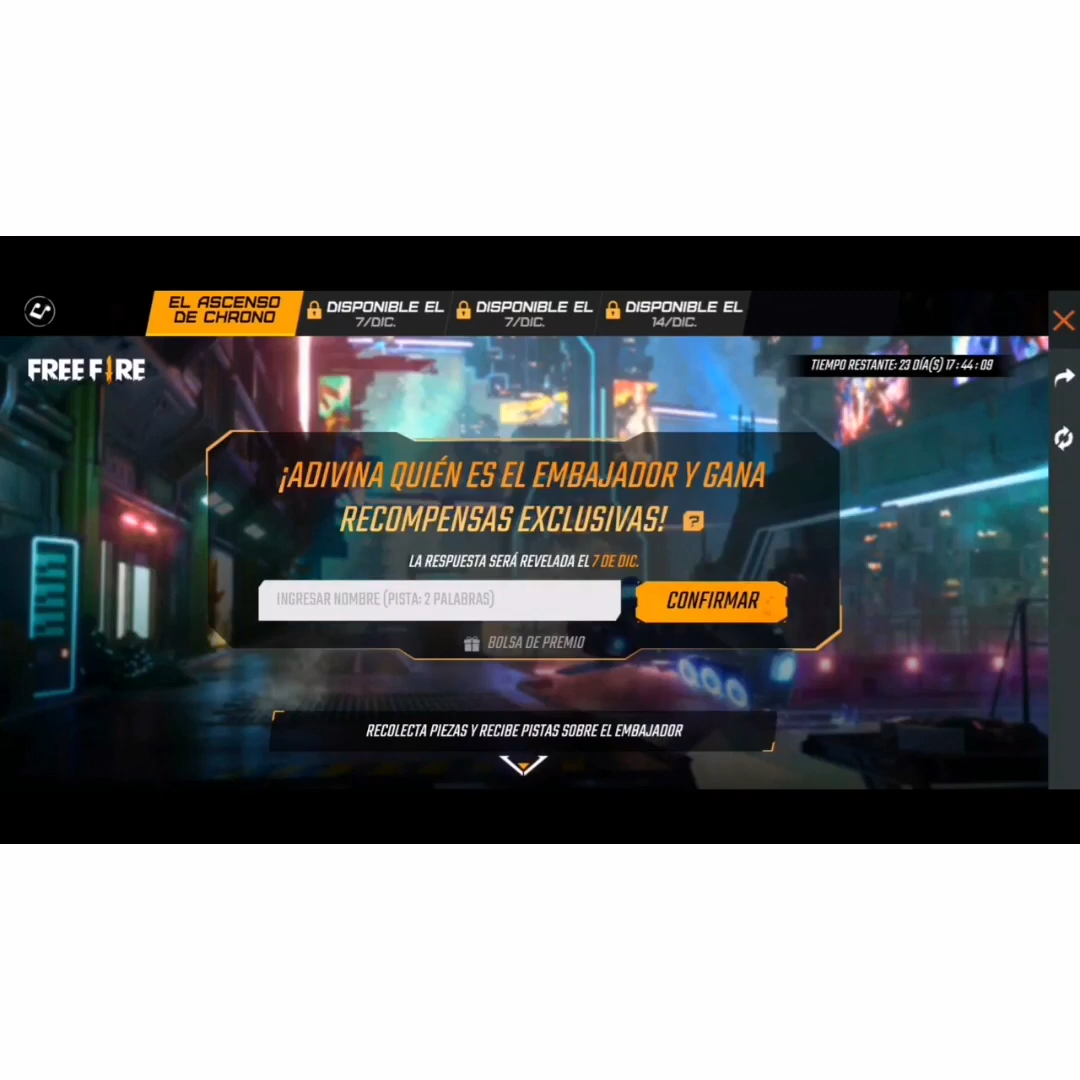 EL ASCENSO
DE CHRONO
DISPONIBLE EL
7/DIC.
DISPONIBLE EL
7/DIC.
DISPONIBLE EL
14/DIC.
FREE FIRE
TIEMPO RESTANTE: 23 DÍA(S) 17 : 44 : 09
¡ADIVINA QUIÉN ES EL EMBAJADOR Y GANA
RECOMPENSAS EXCLUSIVAS! ?
LA RESPUESTA SERÁ REVELADA EL 7 DE DIC.
INGRESAR NOMBRE (PISTA: 2 PALABRAS)
CONFIRMAR
BOLSA DE PREMIO
RECOLECTA PIEZAS Y RECIBE PISTAS SOBRE EL EMBAJADOR